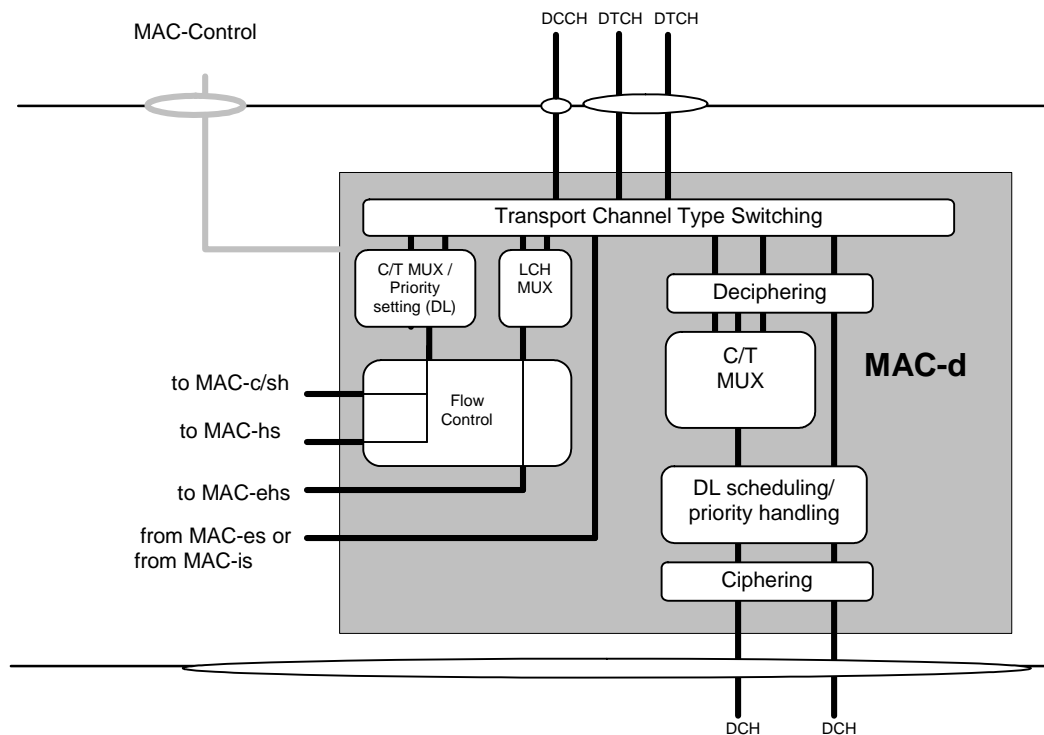 DCCH DTCH DTCH
MAC-Control
Transport Channel Type Switching
C/T MUX /
Priority
setting (DL)
LCH
MUX
Deciphering
C/T
MUX
MAC-d
to MAC-c/sh
Flow
Control
to MAC-hs
to MAC-ehs
DL scheduling/
priority handling
from MAC-es or
from MAC-is
Ciphering
DCH DCH